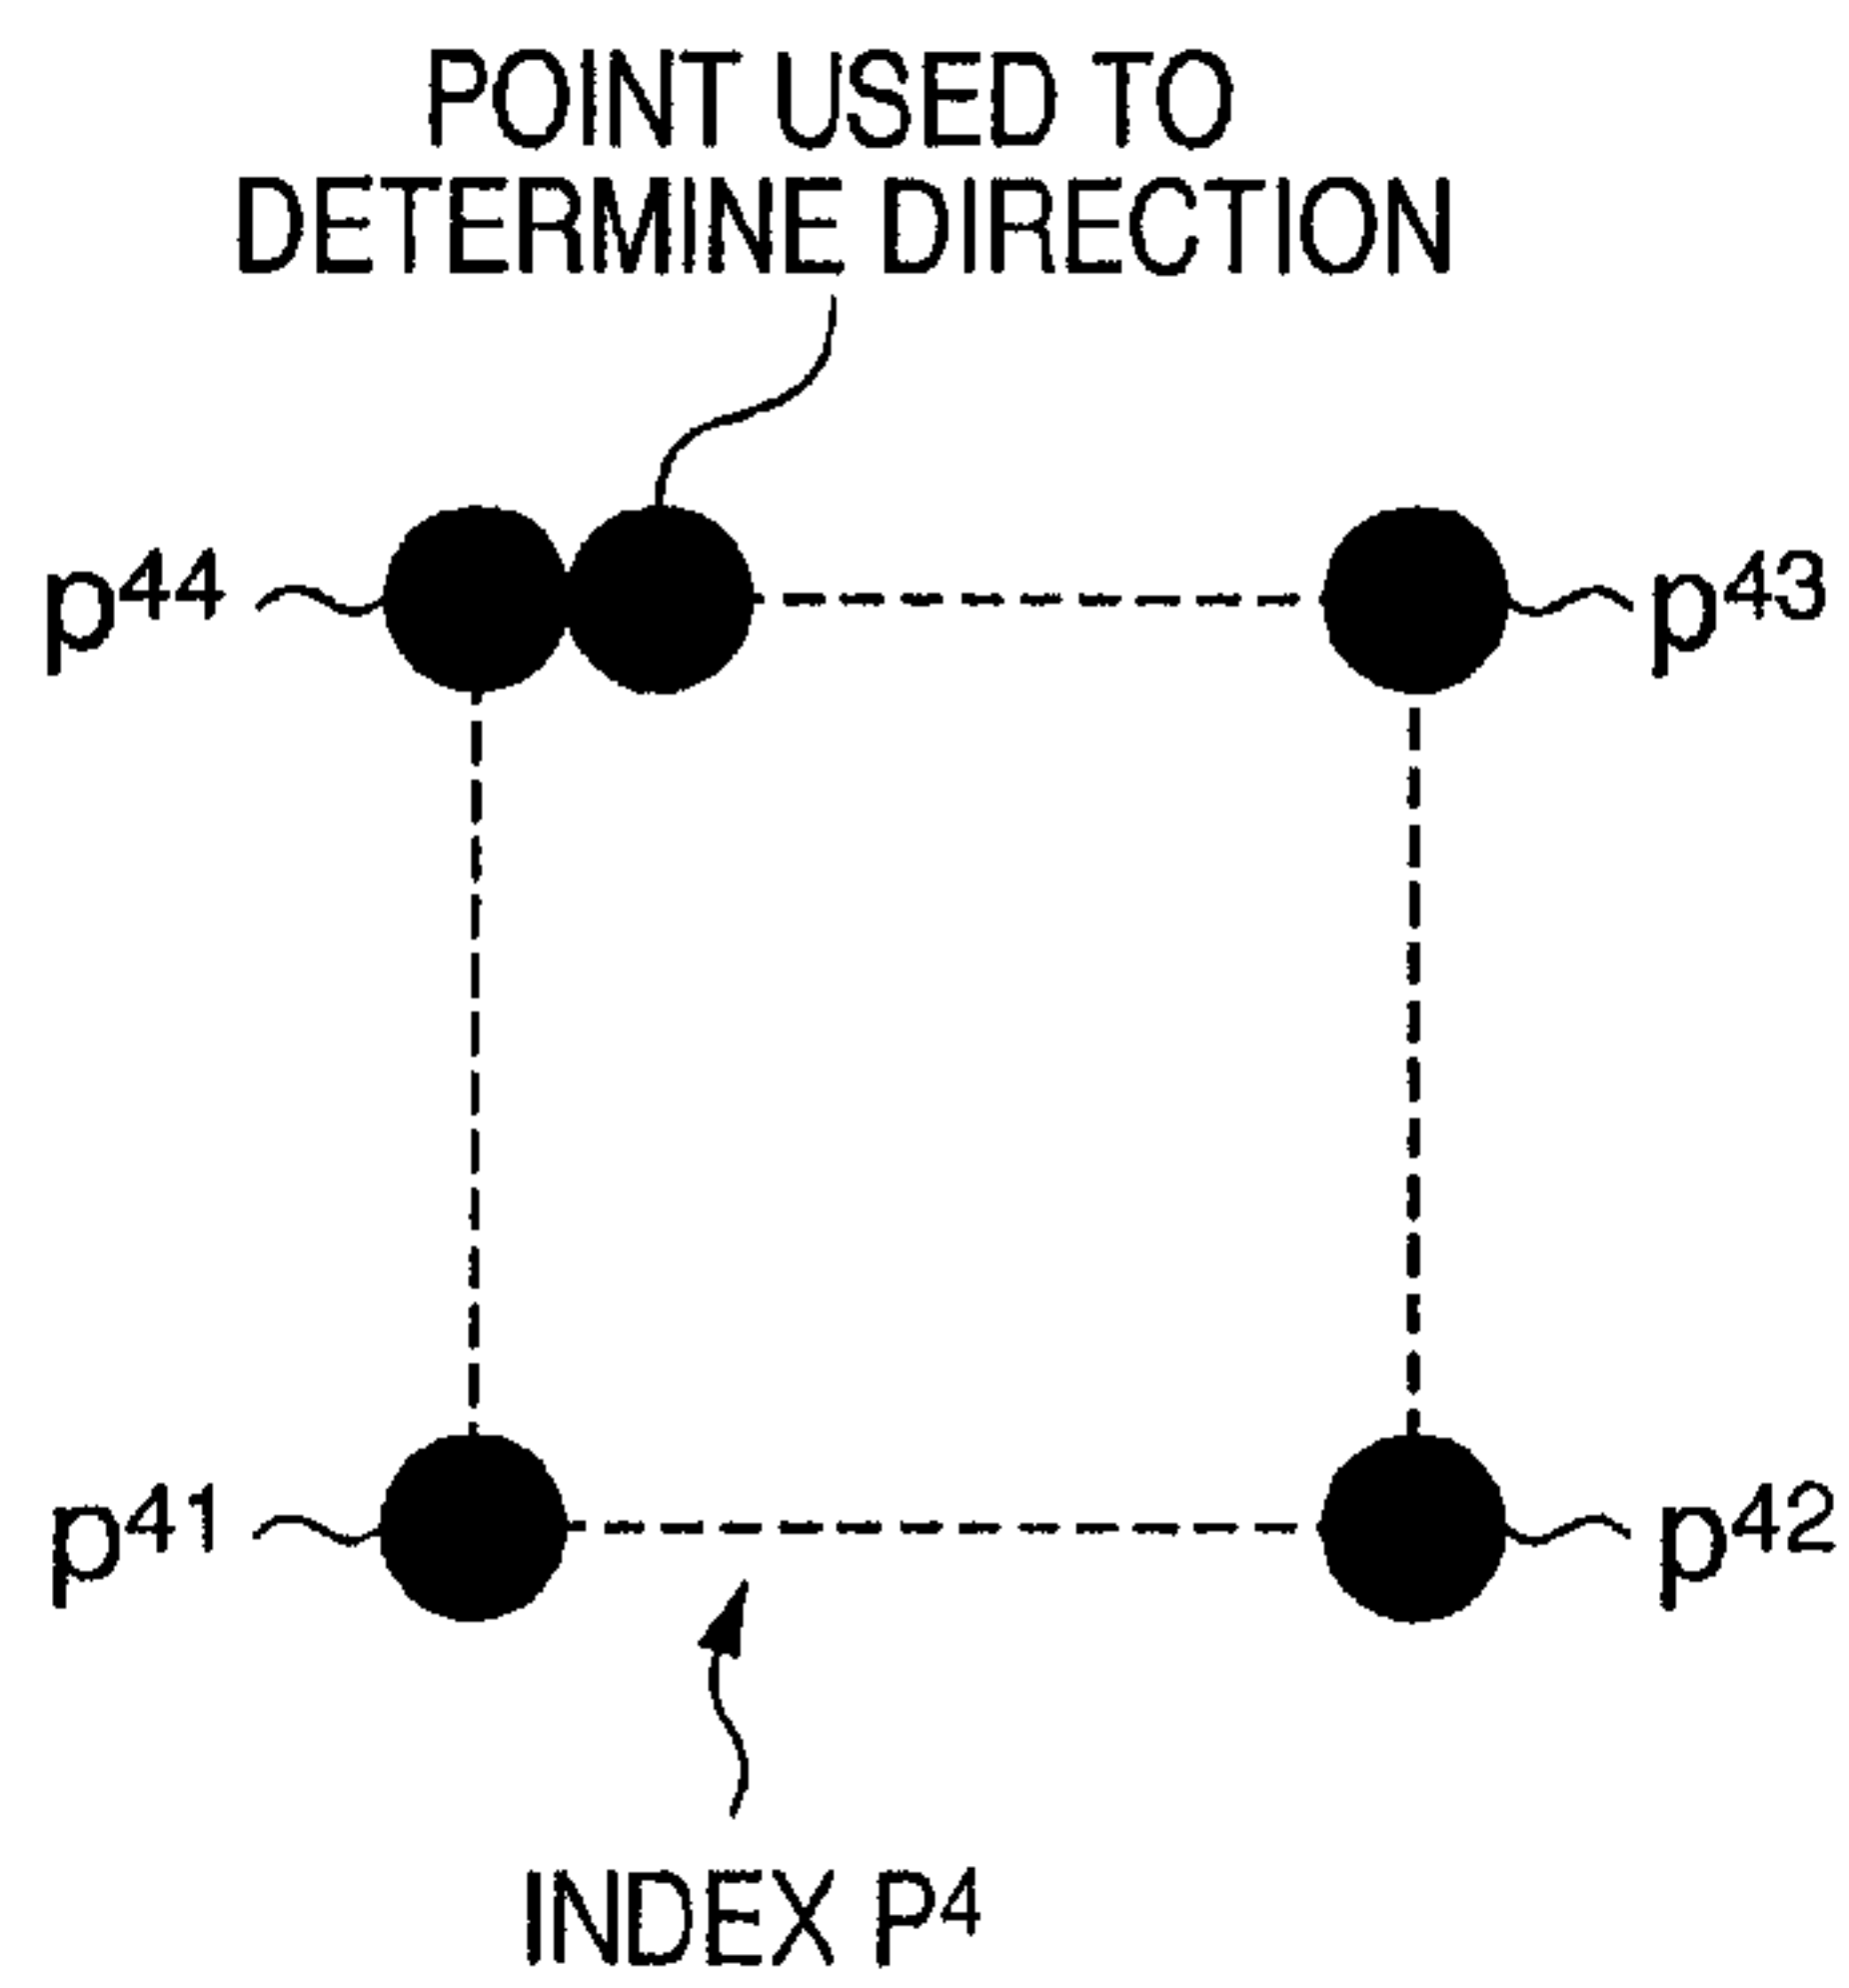 POINT USED TO
DETERMINE DIRECTION
p44
p43
p41
p42
INDEX P4